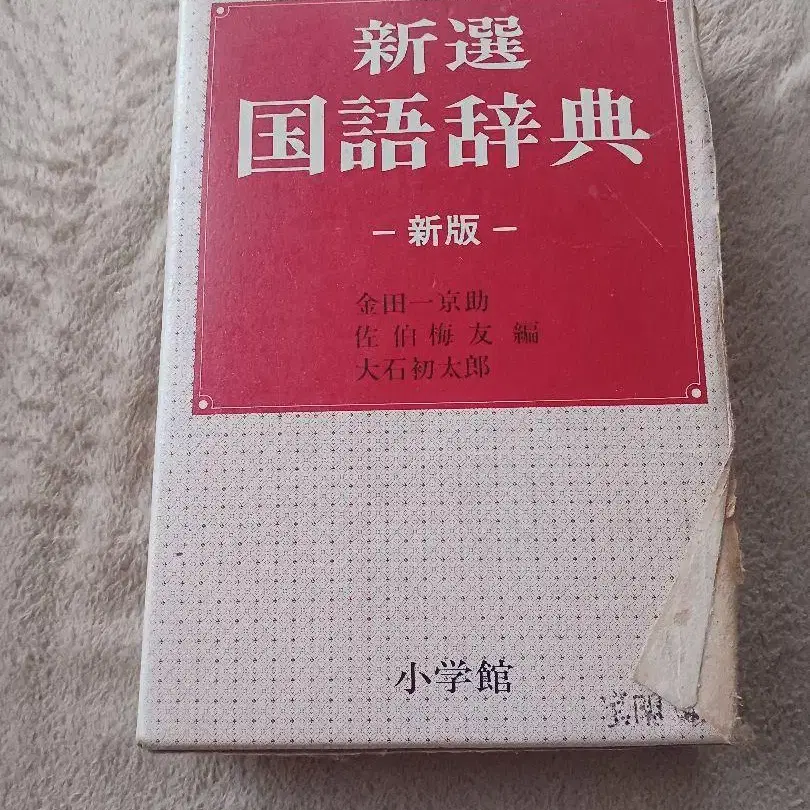 新選
国語辞典
－新版－
金田一京助
佐伯梅友 編
大石初太郎
小学館